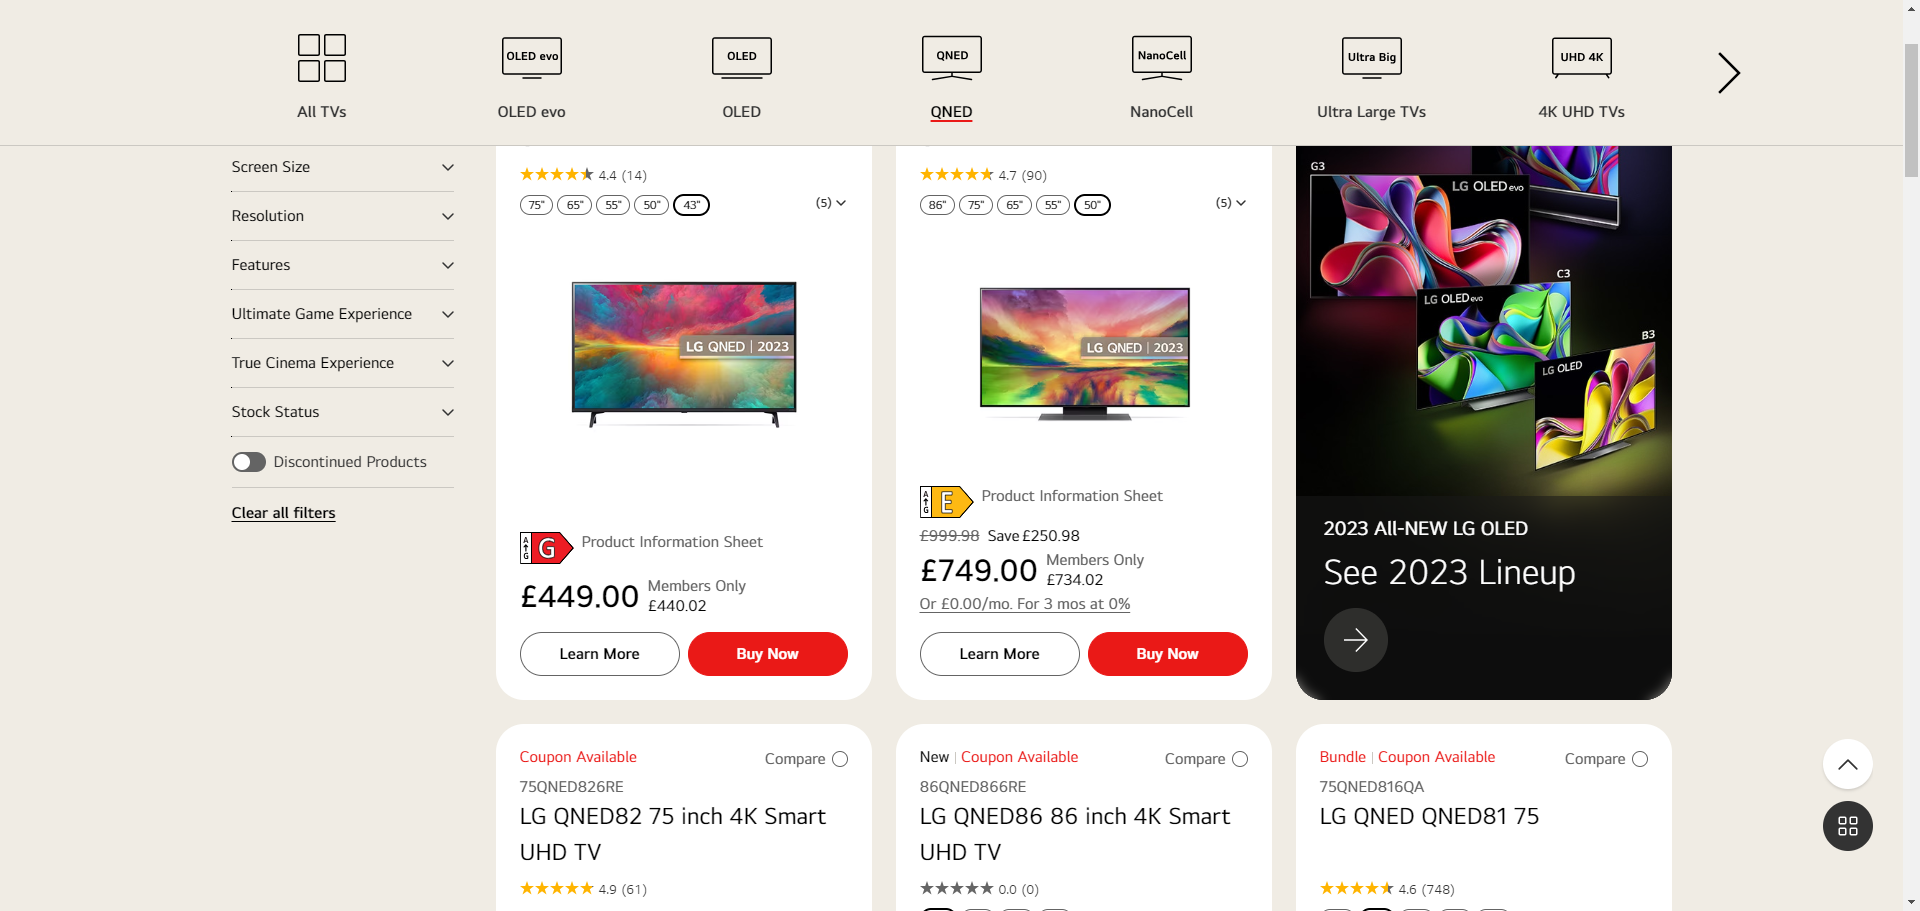 OLED evo
OLED
QNED
NanoCell
Ultra Big
UHD 4K
All TVs
OLED evo
OLED
QNED
NanoCell
Ultra Large TVs
4K UHD TVs
Screen Size
Resolution
Features
Ultimate Game Experience
True Cinema Experience
Stock Status
Discontinued Products
Clear all filters
4.4 (14)
75" 65" 55" 50" 43" (5)
LG QNED | 2023
A G G Product Information Sheet
£449.00 Members Only
£440.02
Learn More Buy Now
4.7 (90)
86" 75" 65" 55" 50" (5)
LG QNED | 2023
A G E Product Information Sheet
£999.98 Save £250.98
£749.00 Members Only
£734.02
Or £0.00/mo. For 3 mos at 0%
Learn More Buy Now
G3
LG OLED evo
C3
LG OLED evo
B3
LG OLED
2023 All-NEW LG OLED
See 2023 Lineup
Coupon Available Compare
75QNED826RE
LG QNED82 75 inch 4K Smart
UHD TV
4.9 (61)
New | Coupon Available Compare
86QNED866RE
LG QNED86 86 inch 4K Smart
UHD TV
0.0 (0)
Bundle | Coupon Available Compare
75QNED816QA
LG QNED QNED81 75
4.6 (748)